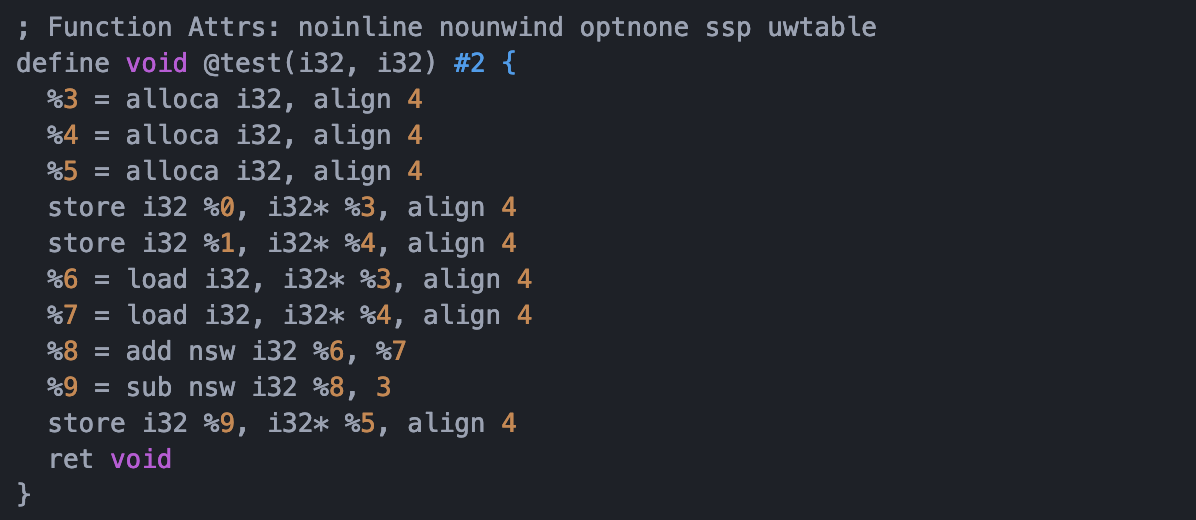 ; Function Attrs: noinline nounwind optnone ssp uwtable
define void @test(i32, i32) #2 {
  %3 = alloca i32, align 4
  %4 = alloca i32, align 4
  %5 = alloca i32, align 4
  store i32 %0, i32* %3, align 4
  store i32 %1, i32* %4, align 4
  %6 = load i32, i32* %3, align 4
  %7 = load i32, i32* %4, align 4
  %8 = add nsw i32 %6, %7
  %9 = sub nsw i32 %8, 3
  store i32 %9, i32* %5, align 4
  ret void
}